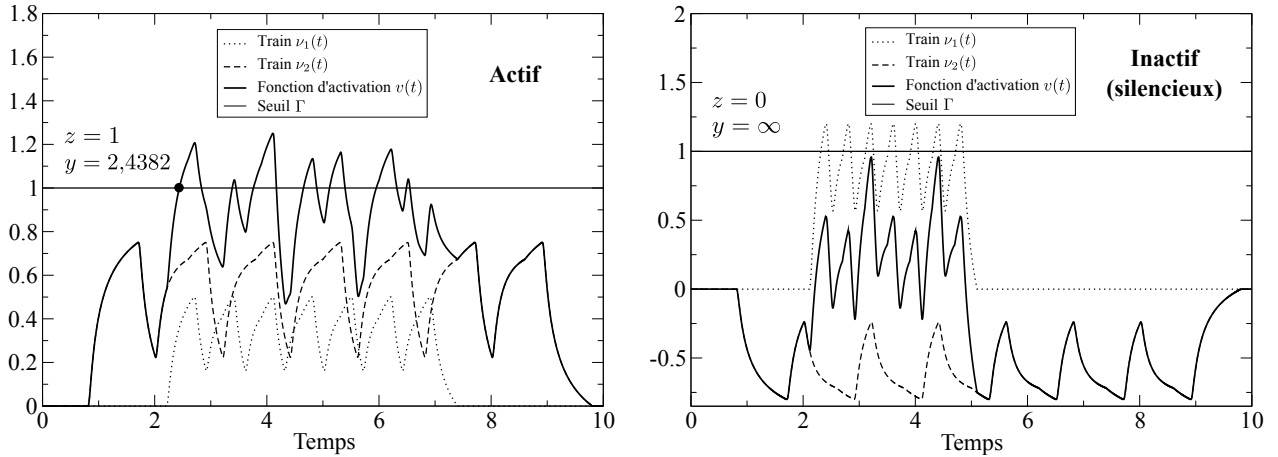 1.8
1.6
1.4
1.2
1
0.8
0.6
0.4
0.2
0
0
2
4
6
8
10
Temps
Train ν₁(t)
Train ν₂(t)
Fonction d'activation v(t)
Seuil Γ
Actif
z = 1
y = 2,4382
2
1.5
1
0.5
0
-0.5
0
2
4
6
8
10
Temps
Train ν₁(t)
Train ν₂(t)
Fonction d'activation v(t)
Seuil Γ
Inactif
(silencieux)
z = 0
y = ∞